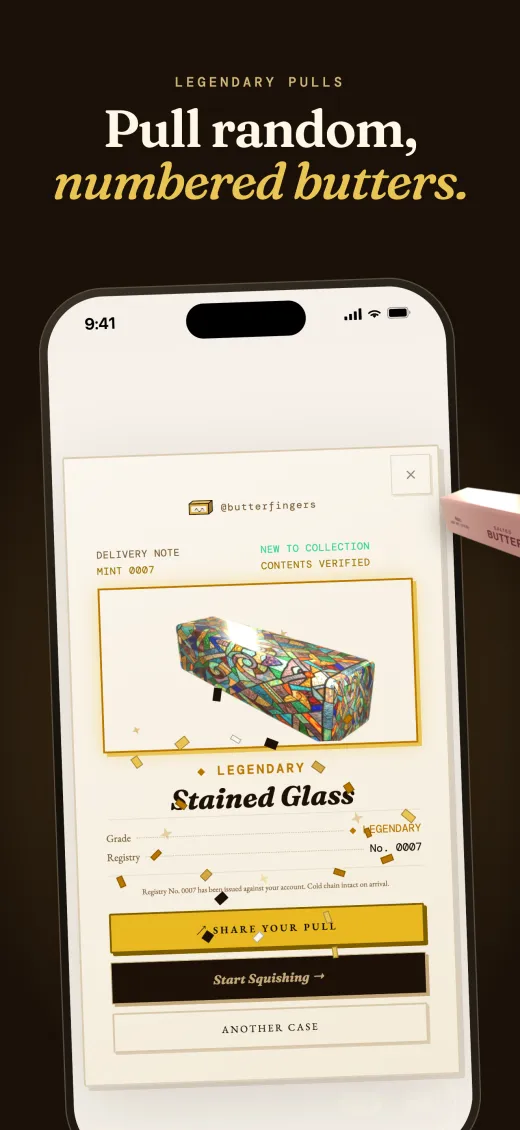 LEGENDARY PULLS
Pull random,
numbered butters.
9:41
×
@butterfingers
DELIVERY NOTE
NEW TO COLLECTION
MINT 0007
CONTENTS VERIFIED
SALTED
BUTTER
◆ LEGENDARY
Stained Glass
Grade ◆ LEGENDARY
Registry No. 0007
Registry No. 0007 has been issued against your account. Cold chain intact on arrival.
↗ SHARE YOUR PULL
Start Squishing →
ANOTHER CASE